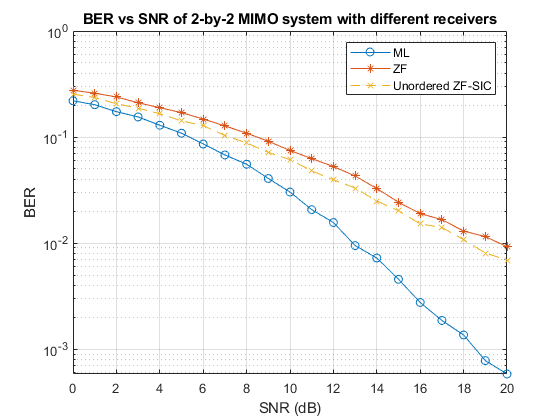 BER vs SNR of 2-by-2 MIMO system with different receivers
ML
ZF
Unordered ZF-SIC
10^0
10^-1
10^-2
10^-3
BER
0 2 4 6 8 10 12 14 16 18 20
SNR (dB)